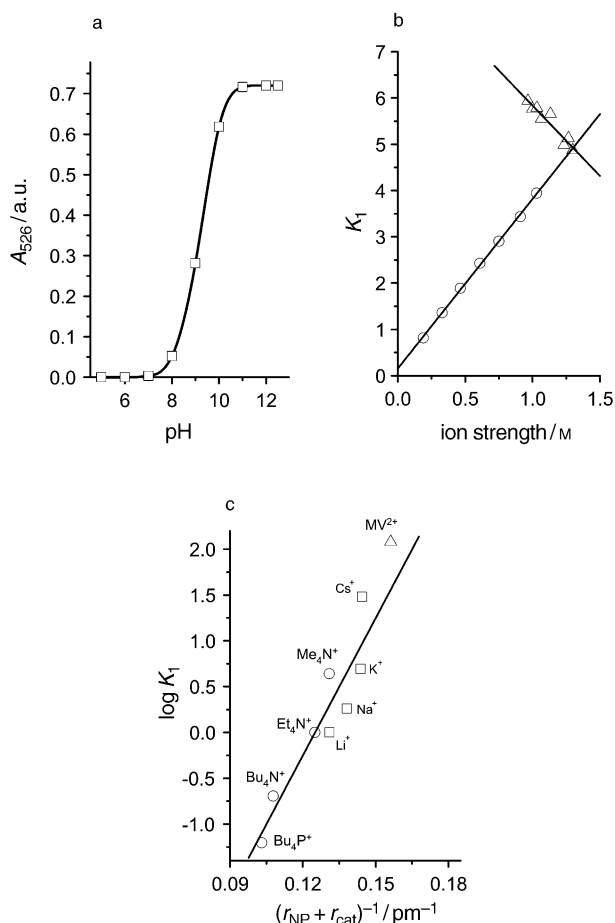 a
A526 / a.u.
0.7
0.6
0.5
0.4
0.3
0.2
0.1
0.0
6 8 10 12
pH
b
K1
7
6
5
4
3
2
1
0
0.0 0.5 1.0 1.5
ion strength / M
c
log K1
2.0
1.5
1.0
0.5
0.0
-0.5
-1.0
MV2+
Cs+
Me4N+
K+
Na+
Et4N+
Li+
Bu4N+
Bu4P+
0.09 0.12 0.15 0.18
(rNP + rcat)−1 / pm−1